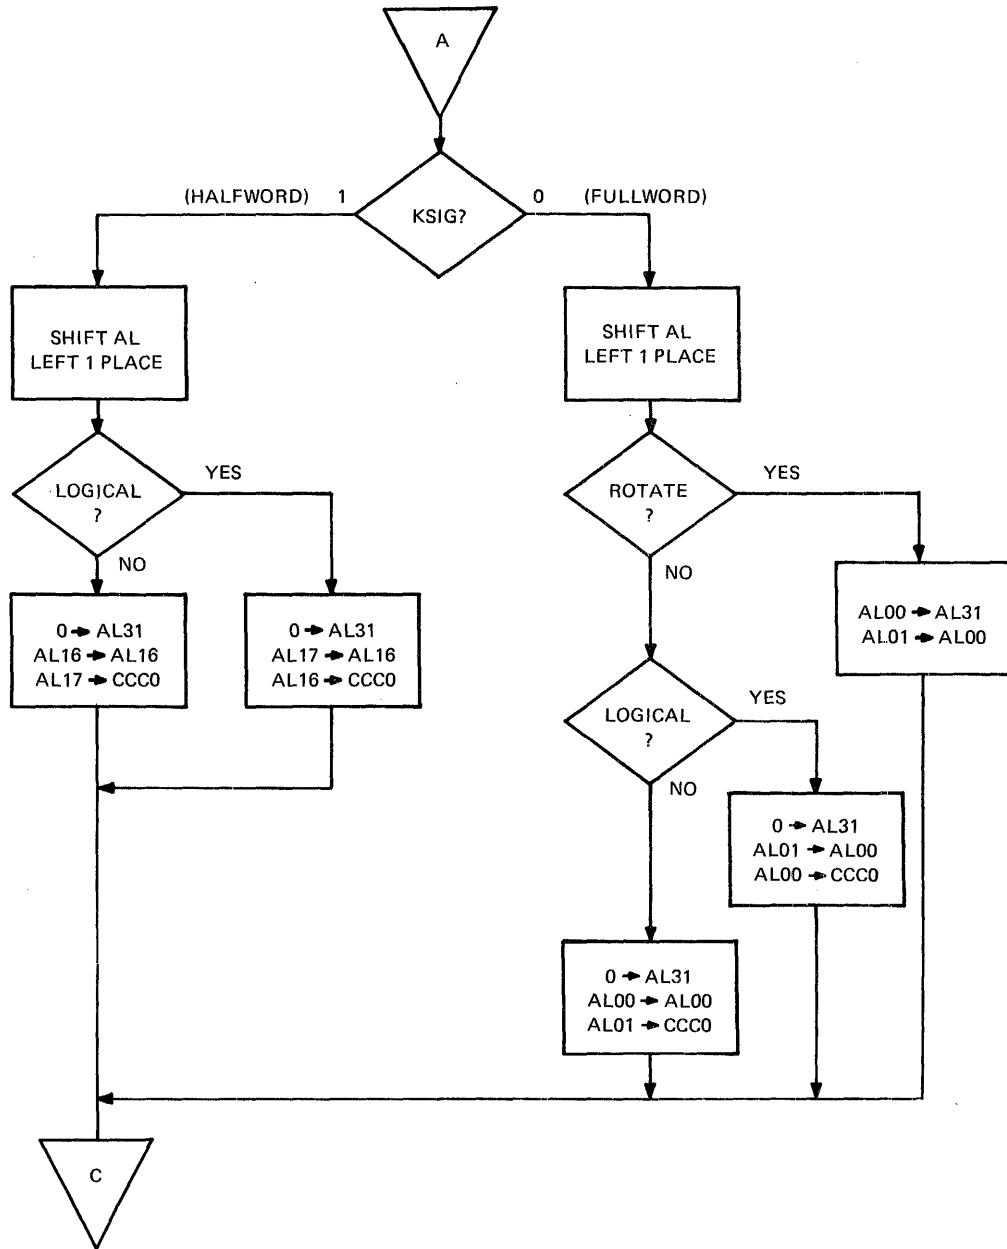 A
(HALFWORD) 1
0 (FULLWORD)
KSIG?
SHIFT AL
LEFT 1 PLACE
SHIFT AL
LEFT 1 PLACE
LOGICAL
?
YES
NO
ROTATE
?
YES
NO
0 → AL31
AL16 → AL16
AL17 → CCC0
0 → AL31
AL17 → AL16
AL16 → CCC0
AL00 → AL31
AL01 → AL00
LOGICAL
?
YES
NO
0 → AL31
AL01 → AL00
AL00 → CCC0
0 → AL31
AL00 → AL00
AL01 → CCC0
C